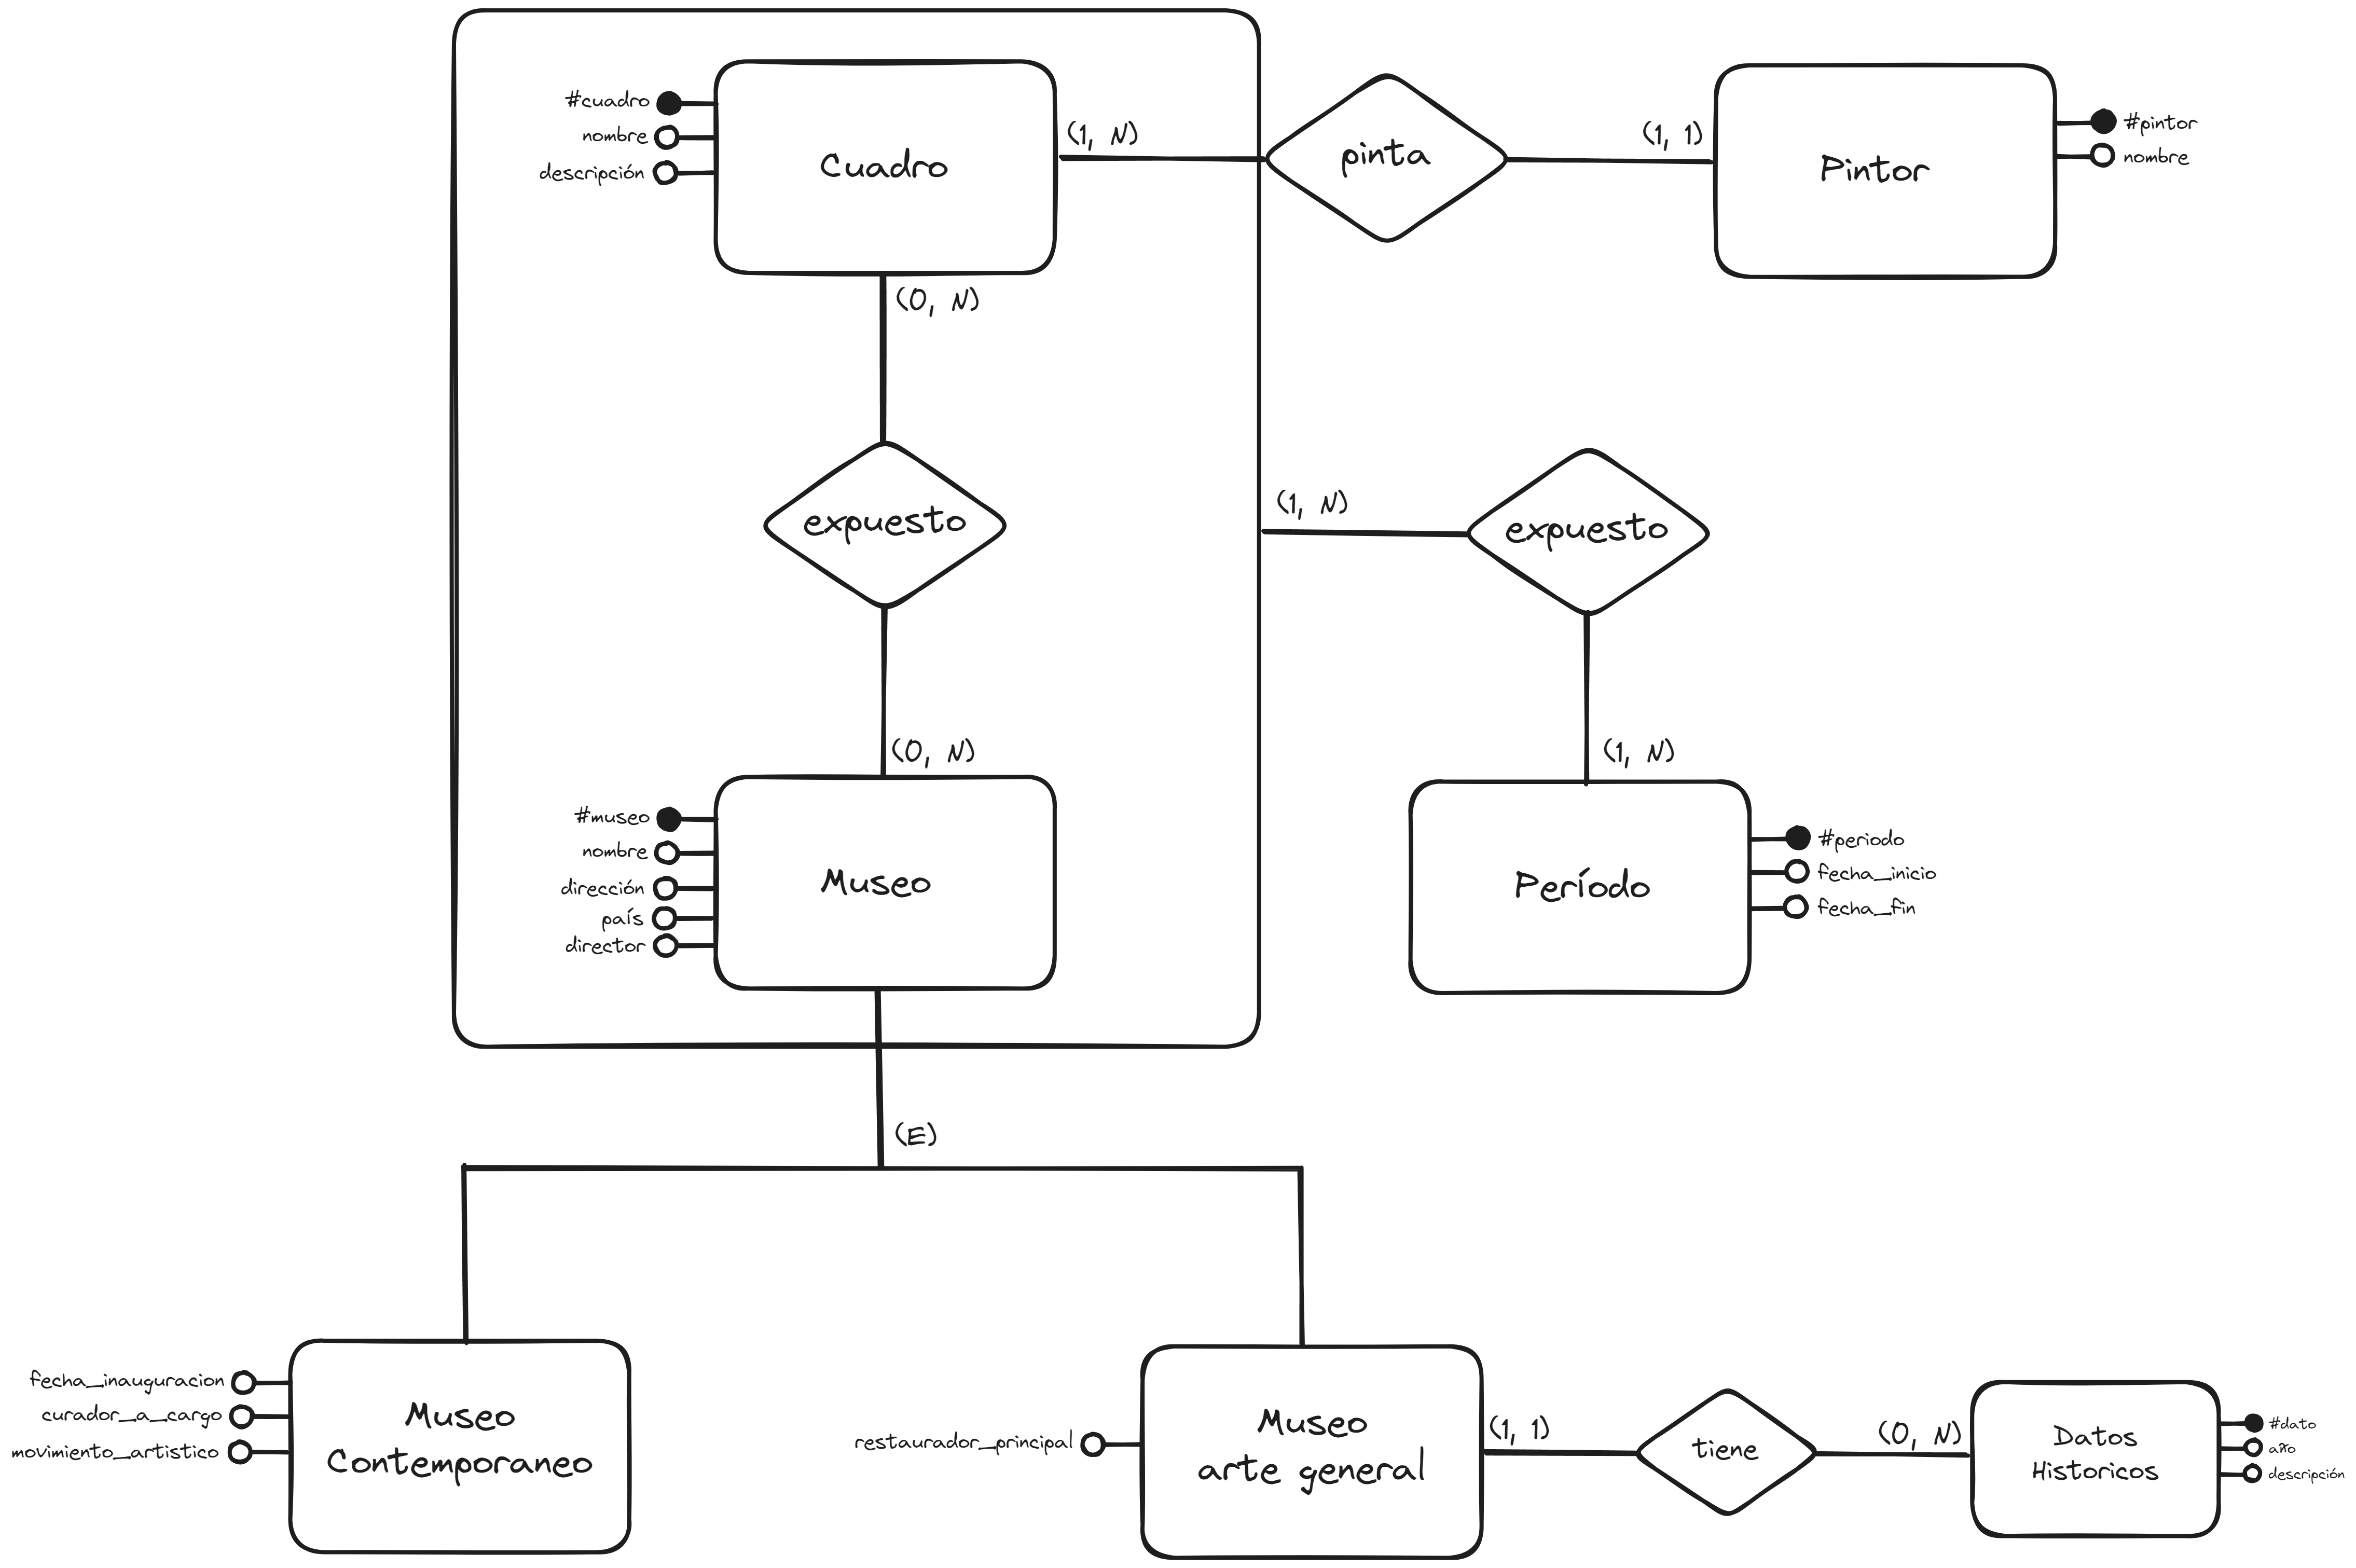 #cuadro
nombre
descripción
Cuadro
(1, N)
pinta
(1, 1)
Pintor
#pintor
nombre
(0, N)
expuesto
(1, N)
expuesto
(0, N)
(1, N)
#museo
nombre
dirección
país
director
Museo
Período
#periodo
fecha_inicio
fecha_fin
(E)
fecha_inauguracion
curador_a_cargo
movimiento_artistico
Museo
Contemporaneo
restaurador_principal
Museo
arte general
(1, 1)
tiene
(0, N)
Datos
Historicos
#dato
año
descripción